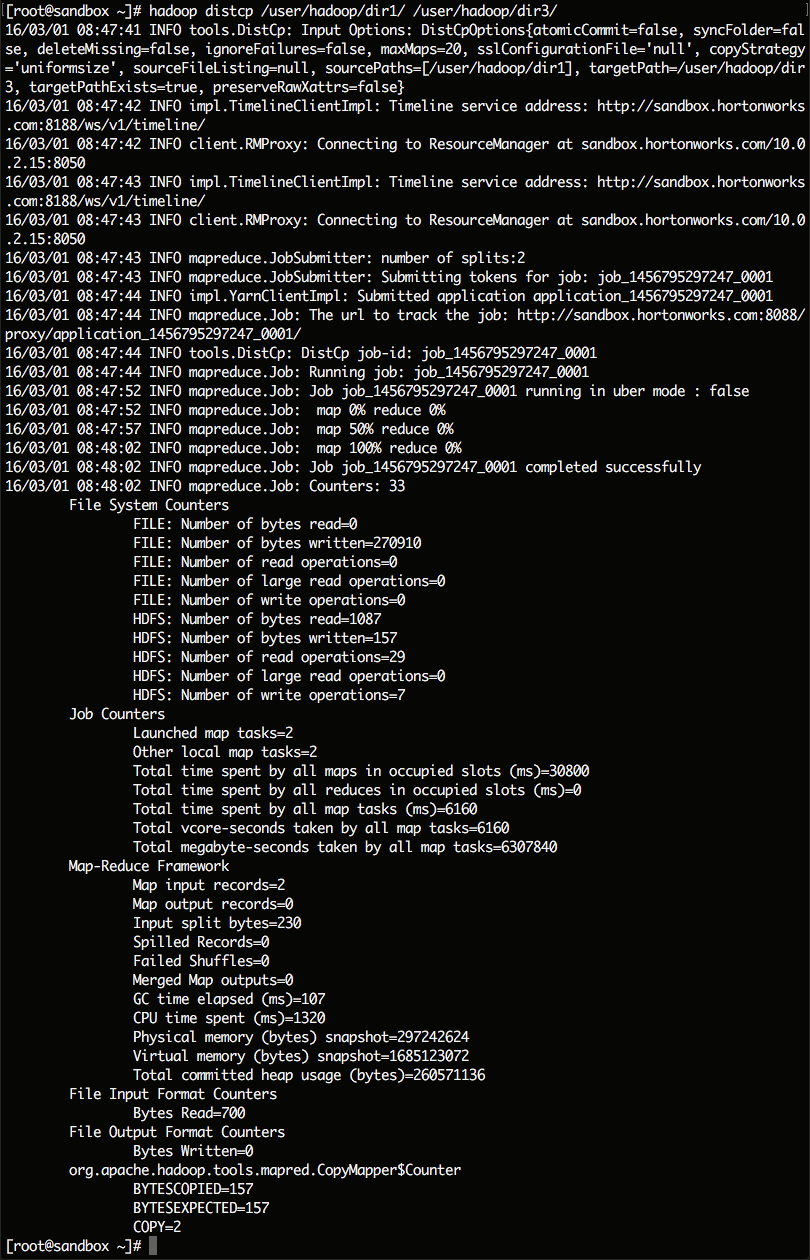 [root@sandbox ~]# hadoop distcp /user/hadoop/dir1/ /user/hadoop/dir3/
16/03/01 08:47:41 INFO tools.DistCp: Input Options: DistCpOptions{atomicCommit=false, syncFolder=fal
se, deleteMissing=false, ignoreFailures=false, maxMaps=20, sslConfigurationFile='null', copyStrategy
='uniformsize', sourceFileListing=null, sourcePaths=[/user/hadoop/dir1], targetPath=/user/hadoop/dir
3, targetPathExists=true, preserveRawXattrs=false}
16/03/01 08:47:42 INFO impl.TimelineClientImpl: Timeline service address: http://sandbox.hortonworks
.com:8188/ws/v1/timeline/
16/03/01 08:47:42 INFO client.RMProxy: Connecting to ResourceManager at sandbox.hortonworks.com/10.0
.2.15:8050
16/03/01 08:47:43 INFO impl.TimelineClientImpl: Timeline service address: http://sandbox.hortonworks
.com:8188/ws/v1/timeline/
16/03/01 08:47:43 INFO client.RMProxy: Connecting to ResourceManager at sandbox.hortonworks.com/10.0
.2.15:8050
16/03/01 08:47:43 INFO mapreduce.JobSubmitter: number of splits:2
16/03/01 08:47:43 INFO mapreduce.JobSubmitter: Submitting tokens for job: job_1456795297247_0001
16/03/01 08:47:44 INFO impl.YarnClientImpl: Submitted application application_1456795297247_0001
16/03/01 08:47:44 INFO mapreduce.Job: The url to track the job: http://sandbox.hortonworks.com:8088/
proxy/application_1456795297247_0001/
16/03/01 08:47:44 INFO tools.DistCp: DistCp job-id: job_1456795297247_0001
16/03/01 08:47:44 INFO mapreduce.Job: Running job: job_1456795297247_0001
16/03/01 08:47:52 INFO mapreduce.Job: Job job_1456795297247_0001 running in uber mode : false
16/03/01 08:47:52 INFO mapreduce.Job:  map 0% reduce 0%
16/03/01 08:47:57 INFO mapreduce.Job:  map 50% reduce 0%
16/03/01 08:48:02 INFO mapreduce.Job:  map 100% reduce 0%
16/03/01 08:48:02 INFO mapreduce.Job: Job job_1456795297247_0001 completed successfully
16/03/01 08:48:02 INFO mapreduce.Job: Counters: 33
File System Counters
FILE: Number of bytes read=0
FILE: Number of bytes written=270910
FILE: Number of read operations=0
FILE: Number of large read operations=0
FILE: Number of write operations=0
HDFS: Number of bytes read=1087
HDFS: Number of bytes written=157
HDFS: Number of read operations=29
HDFS: Number of large read operations=0
HDFS: Number of write operations=7
Job Counters
Launched map tasks=2
Other local map tasks=2
Total time spent by all maps in occupied slots (ms)=30800
Total time spent by all reduces in occupied slots (ms)=0
Total time spent by all map tasks (ms)=6160
Total vcore-seconds taken by all map tasks=6160
Total megabyte-seconds taken by all map tasks=6307840
Map-Reduce Framework
Map input records=2
Map output records=0
Input split bytes=230
Spilled Records=0
Failed Shuffles=0
Merged Map outputs=0
GC time elapsed (ms)=107
CPU time spent (ms)=1320
Physical memory (bytes) snapshot=297242624
Virtual memory (bytes) snapshot=1685123072
Total committed heap usage (bytes)=260571136
File Input Format Counters
Bytes Read=700
File Output Format Counters
Bytes Written=0
org.apache.hadoop.tools.mapred.CopyMapper$Counter
BYTESCOPIED=157
BYTESEXPECTED=157
COPY=2
[root@sandbox ~]#